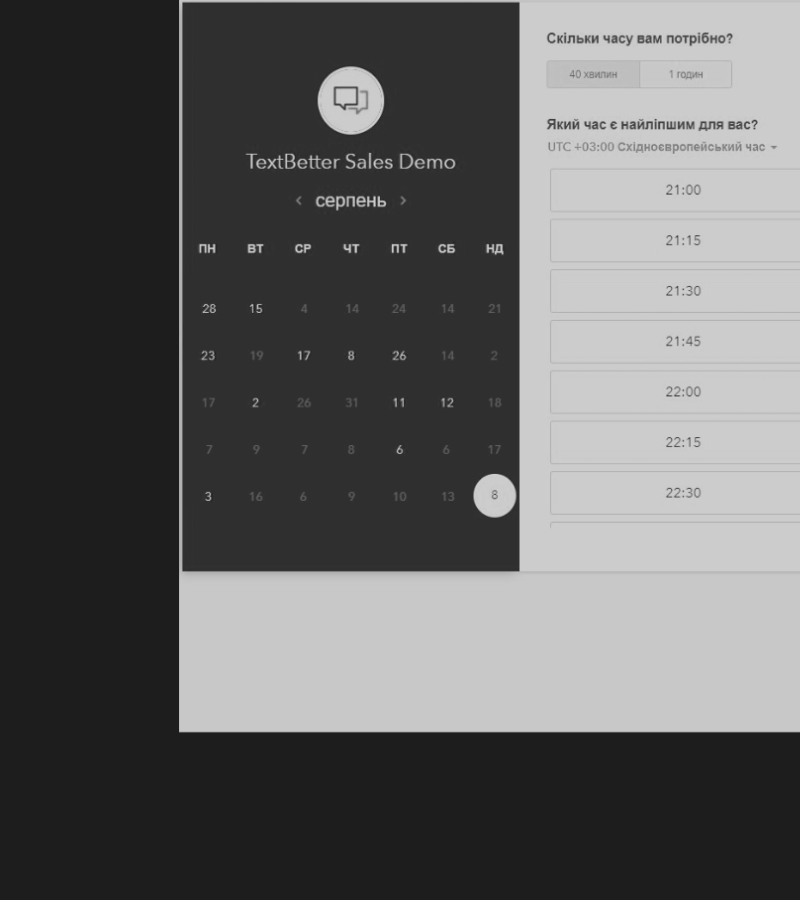 TextBetter Sales Demo
серпень
ПН ВТ СР ЧТ ПТ СБ НД
28 15 4 14 24 14 21
23 19 17 8 26 14 2
17 2 26 31 11 12 18
7 9 7 8 6 6 17
3 16 6 9 10 13 8
Скільки часу вам потрібно?
40 хвилин 1 годин
Який час є найліпшим для вас?
UTC +03:00 Східноєвропейський час
21:00
21:15
21:30
21:45
22:00
22:15
22:30